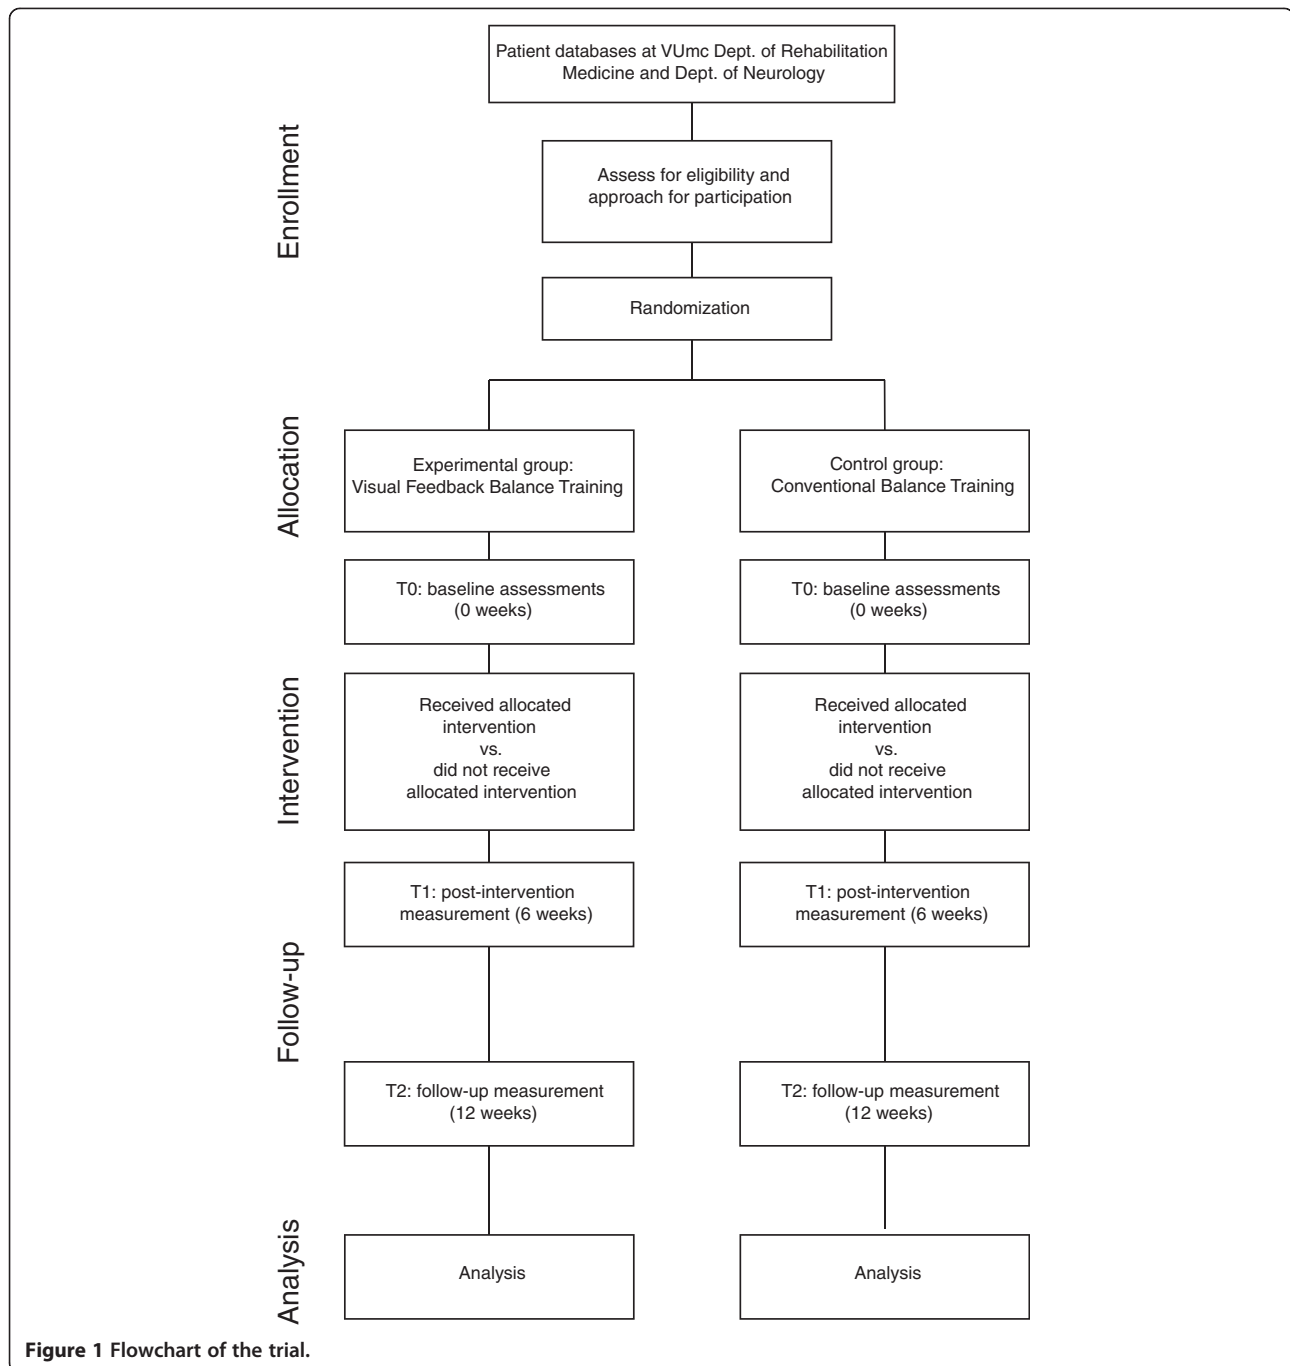 Patient databases at VUmc Dept. of Rehabilitation
Medicine and Dept. of Neurology
Enrollment
Assess for eligibility and
approach for participation
Randomization
Allocation
Experimental group:
Visual Feedback Balance Training
Control group:
Conventional Balance Training
T0: baseline assessments
(0 weeks)
T0: baseline assessments
(0 weeks)
Intervention
Received allocated
intervention
vs.
did not receive
allocated intervention
Received allocated
intervention
vs.
did not receive
allocated intervention
T1: post-intervention
measurement (6 weeks)
T1: post-intervention
measurement (6 weeks)
Follow-up
T2: follow-up measurement
(12 weeks)
T2: follow-up measurement
(12 weeks)
Analysis
Analysis
Analysis
Figure 1 Flowchart of the trial.